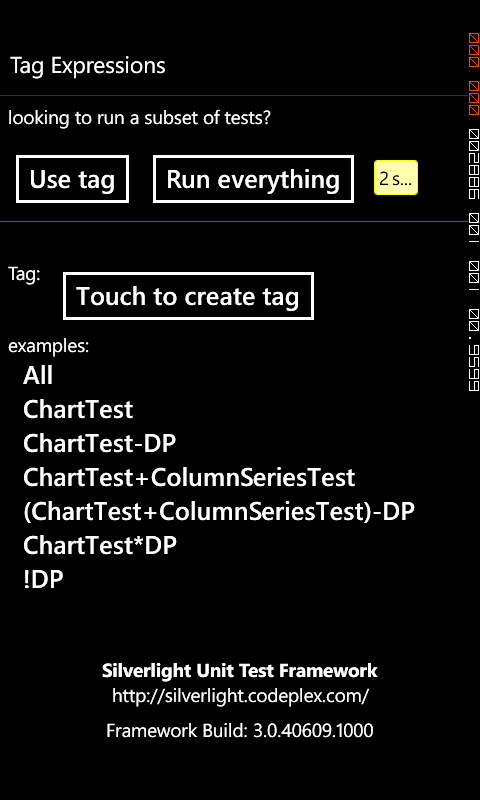 Tag Expressions
looking to run a subset of tests?
Use tag
Run everything
2 s...
Tag:
Touch to create tag
examples:
All
ChartTest
ChartTest-DP
ChartTest+ColumnSeriesTest
(ChartTest+ColumnSeriesTest)-DP
ChartTest*DP
!DP
Silverlight Unit Test Framework
http://silverlight.codeplex.com/
Framework Build: 3.0.40609.1000
000 000